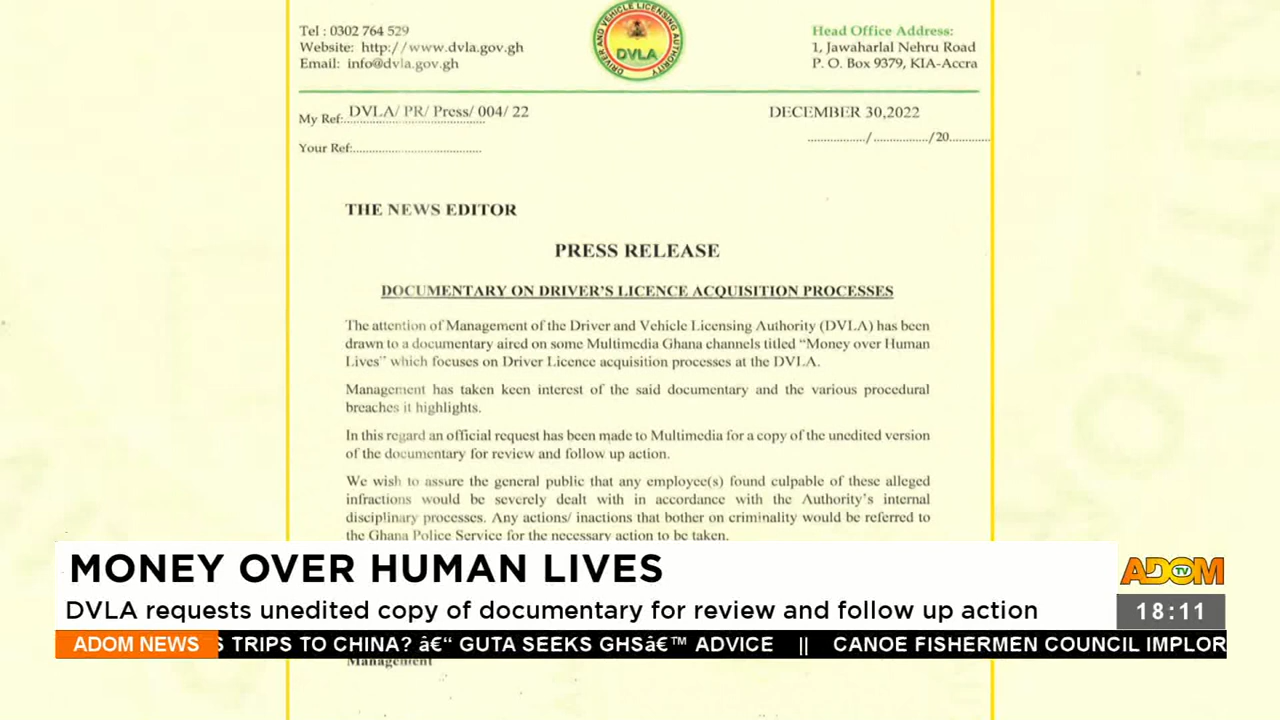 Tel : 0302 764 529
Website: http://www.dvla.gov.gh
Email: info@dvla.gov.gh
DRIVER AND VEHICLE LICENSING AUTHORITY
DVLA
Head Office Address:
1, Jawaharlal Nehru Road
P. O. Box 9379, KIA-Accra
My Ref:..DVLA/ PR/ Press/ 004/ 22
DECEMBER 30,2022
................/ ................/20............
Your Ref:.....................................
THE NEWS EDITOR
PRESS RELEASE
DOCUMENTARY ON DRIVER'S LICENCE ACQUISITION PROCESSES
The attention of Management of the Driver and Vehicle Licensing Authority (DVLA) has been
drawn to a documentary aired on some Multimedia Ghana channels titled “Money over Human
Lives” which focuses on Driver Licence acquisition processes at the DVLA.
Management has taken keen interest of the said documentary and the various procedural
breaches it highlights.
In this regard an official request has been made to Multimedia for a copy of the unedited version
of the documentary for review and follow up action.
We wish to assure the general public that any employee(s) found culpable of these alleged
infractions would be severely dealt with in accordance with the Authority's internal
disciplinary processes. Any actions/ inactions that bother on criminality would be referred to
the Ghana Police Service for the necessary action to be taken.
MONEY OVER HUMAN LIVES
DVLA requests unedited copy of documentary for review and follow up action
ADOM TV
18:11
ADOM NEWS
S TRIPS TO CHINA? â€“ GUTA SEEKS GHSâ€™ ADVICE || CANOE FISHERMEN COUNCIL IMPLOR
Management